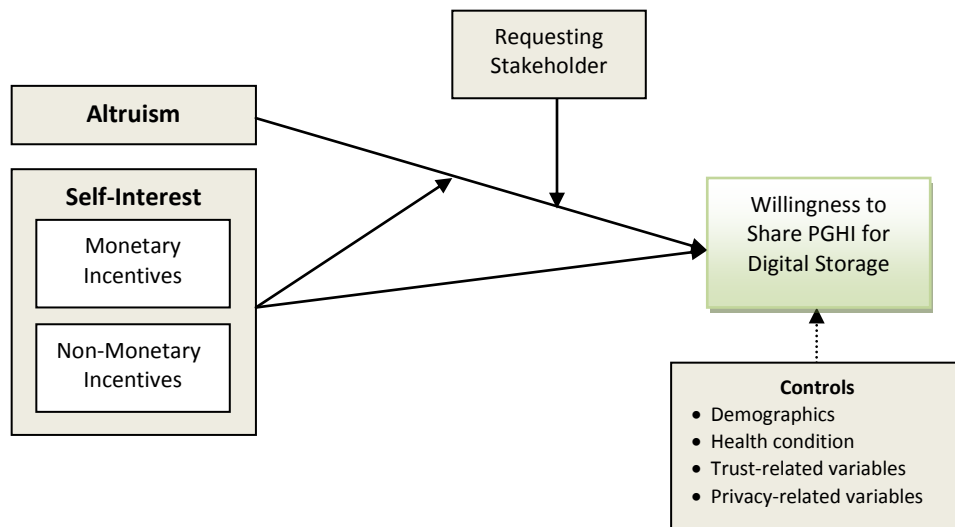 Requesting
Stakeholder
Altruism
Self-Interest
Monetary
Incentives
Non-Monetary
Incentives
Willingness to
Share PGHI for
Digital Storage
Controls
• Demographics
• Health condition
• Trust-related variables
• Privacy-related variables